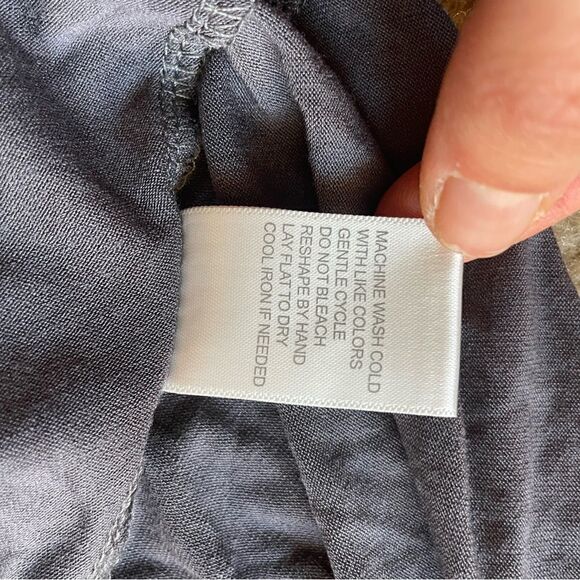 MACHINE WASH COLD
WITH LIKE COLORS
GENTLE CYCLE
DO NOT BLEACH
RESHAPE BY HAND
LAY FLAT TO DRY
COOL IRON IF NEEDED